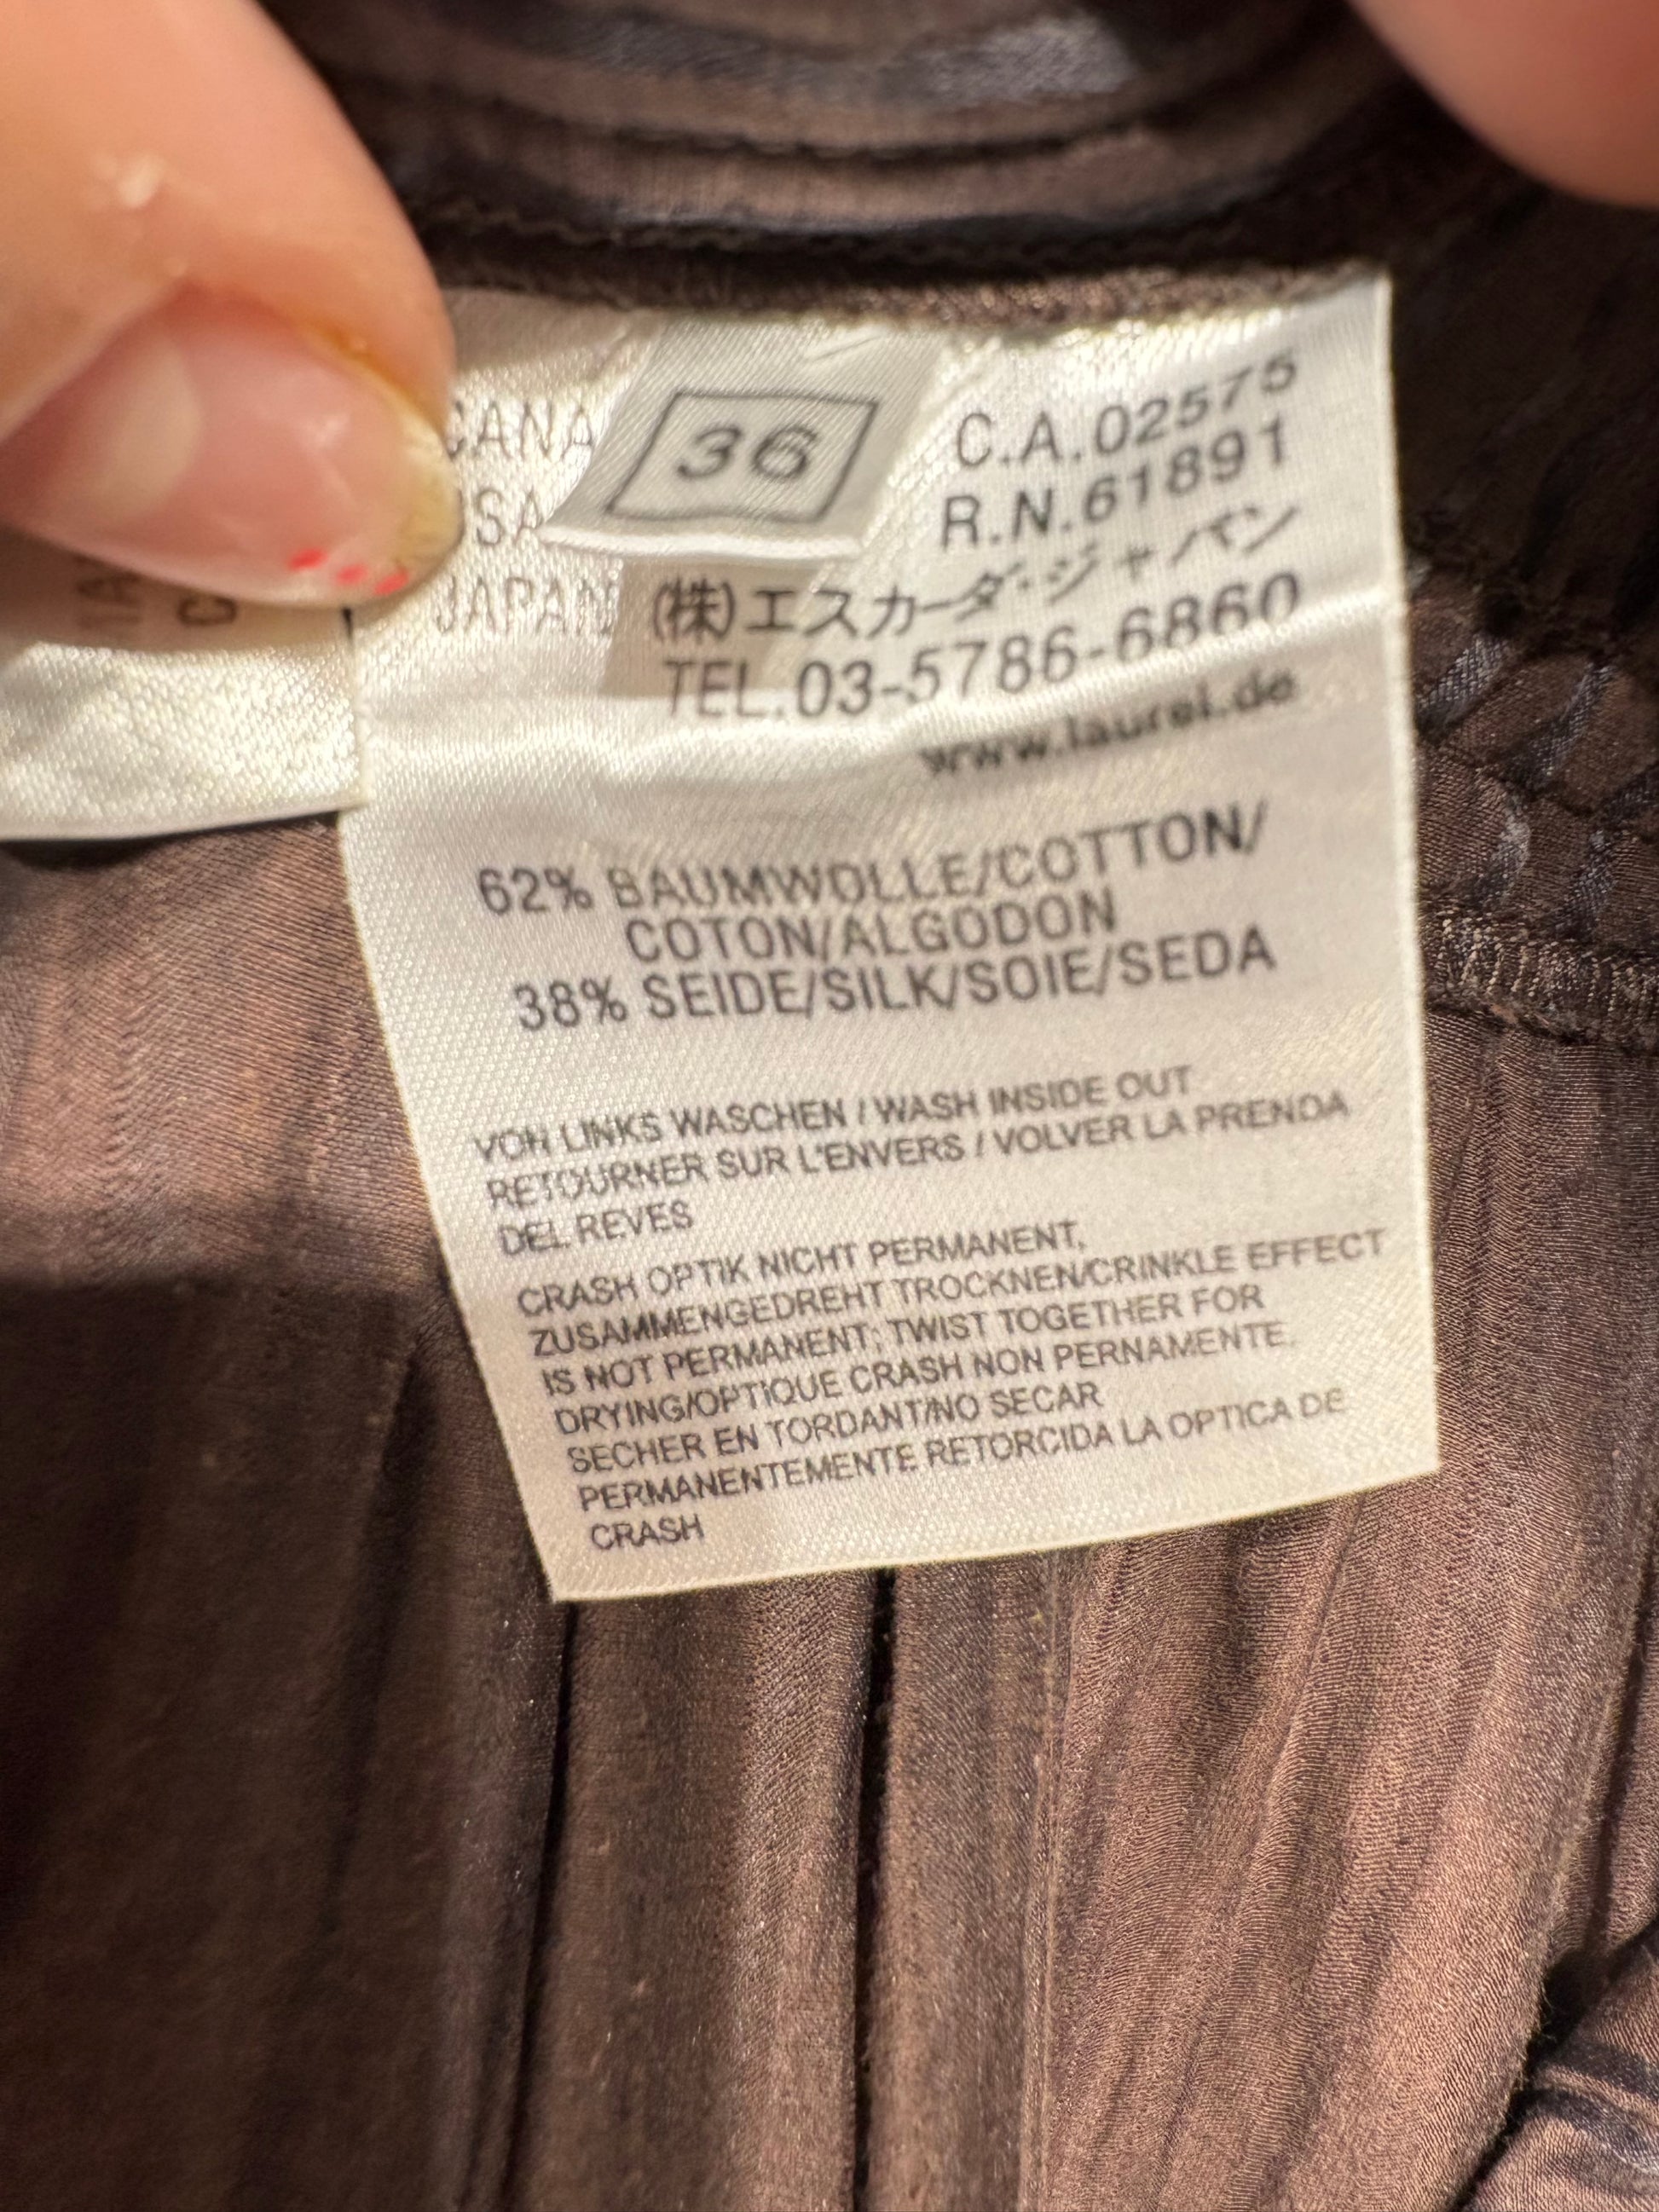 36
C.A.02575
R.N.61891
JAPAN (株)エスカーダ・ジャパン
TEL.03-5786-6860
www.laurel.de
62% BAUMWOLLE/COTTON/
COTON/ALGODON
38% SEIDE/SILK/SOIE/SEDA
VON LINKS WASCHEN / WASH INSIDE OUT
RETOURNER SUR L'ENVERS / VOLVER LA PRENDA
DEL REVES
CRASH OPTIK NICHT PERMANENT,
ZUSAMMENGEDREHT TROCKNEN/CRINKLE EFFECT
IS NOT PERMANENT; TWIST TOGETHER FOR
DRYING/OPTIQUE CRASH NON PERNAMENTE,
SECHER EN TORDANT/NO SECAR
PERMANENTEMENTE RETORCIDA LA OPTICA DE
CRASH